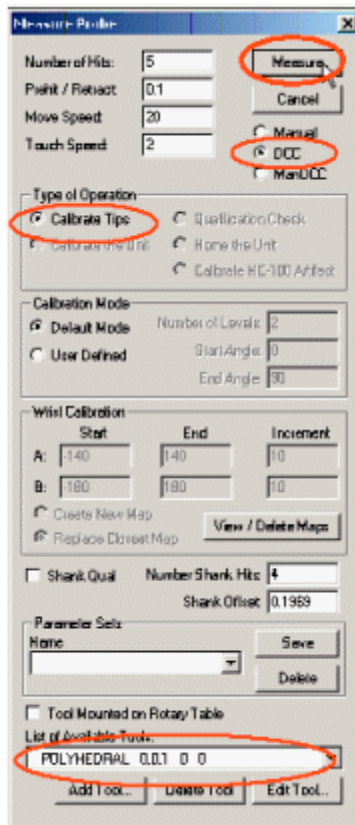 Measure Probe
Number of Hits: 5
Prehit / Retract: 0.1
Move Speed: 20
Touch Speed: 2
Measure
Cancel
Manual
DCC
ManDCC
Type of Operation
Calibrate Tips
Qualification Check
Calibrate the Unit
Home the Unit
Calibrate NC-100 Artifact
Calibration Mode
Default Mode
User Defined
Number of Levels: 2
Start Angle: 0
End Angle: 90
Wrist Calibration
Start End Increment
A: -140 140 10
B: -180 180 10
Create New Map
Replace Closest Map
View / Delete Maps
Shank Qual
Number Shank Hits: 4
Shank Offset: 0.1969
Parameter Sets
Name
Save
Delete
Tool Mounted on Rotary Table
List of Available Tools:
POLYHEDRAL 0,0,1 0 0
Add Tool... Delete Tool Edit Tool...